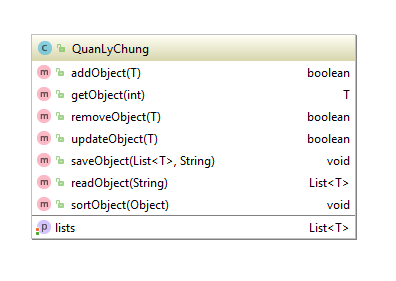 C QuanLyChung
m addObject(T) boolean
m getObject(int) T
m removeObject(T) boolean
m updateObject(T) boolean
m saveObject(List<T>, String) void
m readObject(String) List<T>
m sortObject(Object) void
p lists List<T>